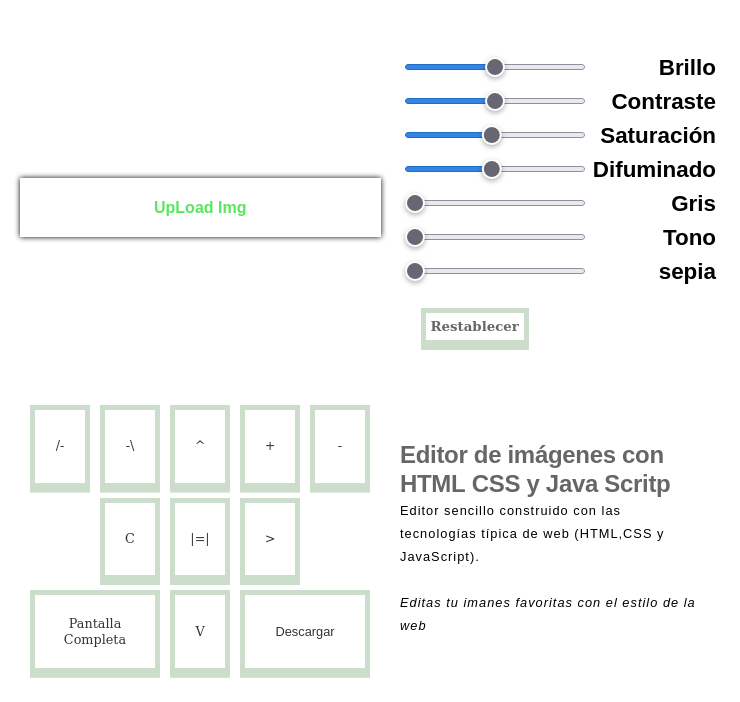 UpLoad Img
Brillo
Contraste
Saturación
Difuminado
Gris
Tono
sepia
Restablecer
/-
-\
^
+
-
C
|=|
>
Pantalla
Completa
V
Descargar
Editor de imágenes con
HTML CSS y Java Scritp
Editor sencillo construido con las
tecnologías típica de web (HTML,CSS y
JavaScript).
Editas tu imanes favoritas con el estilo de la
web